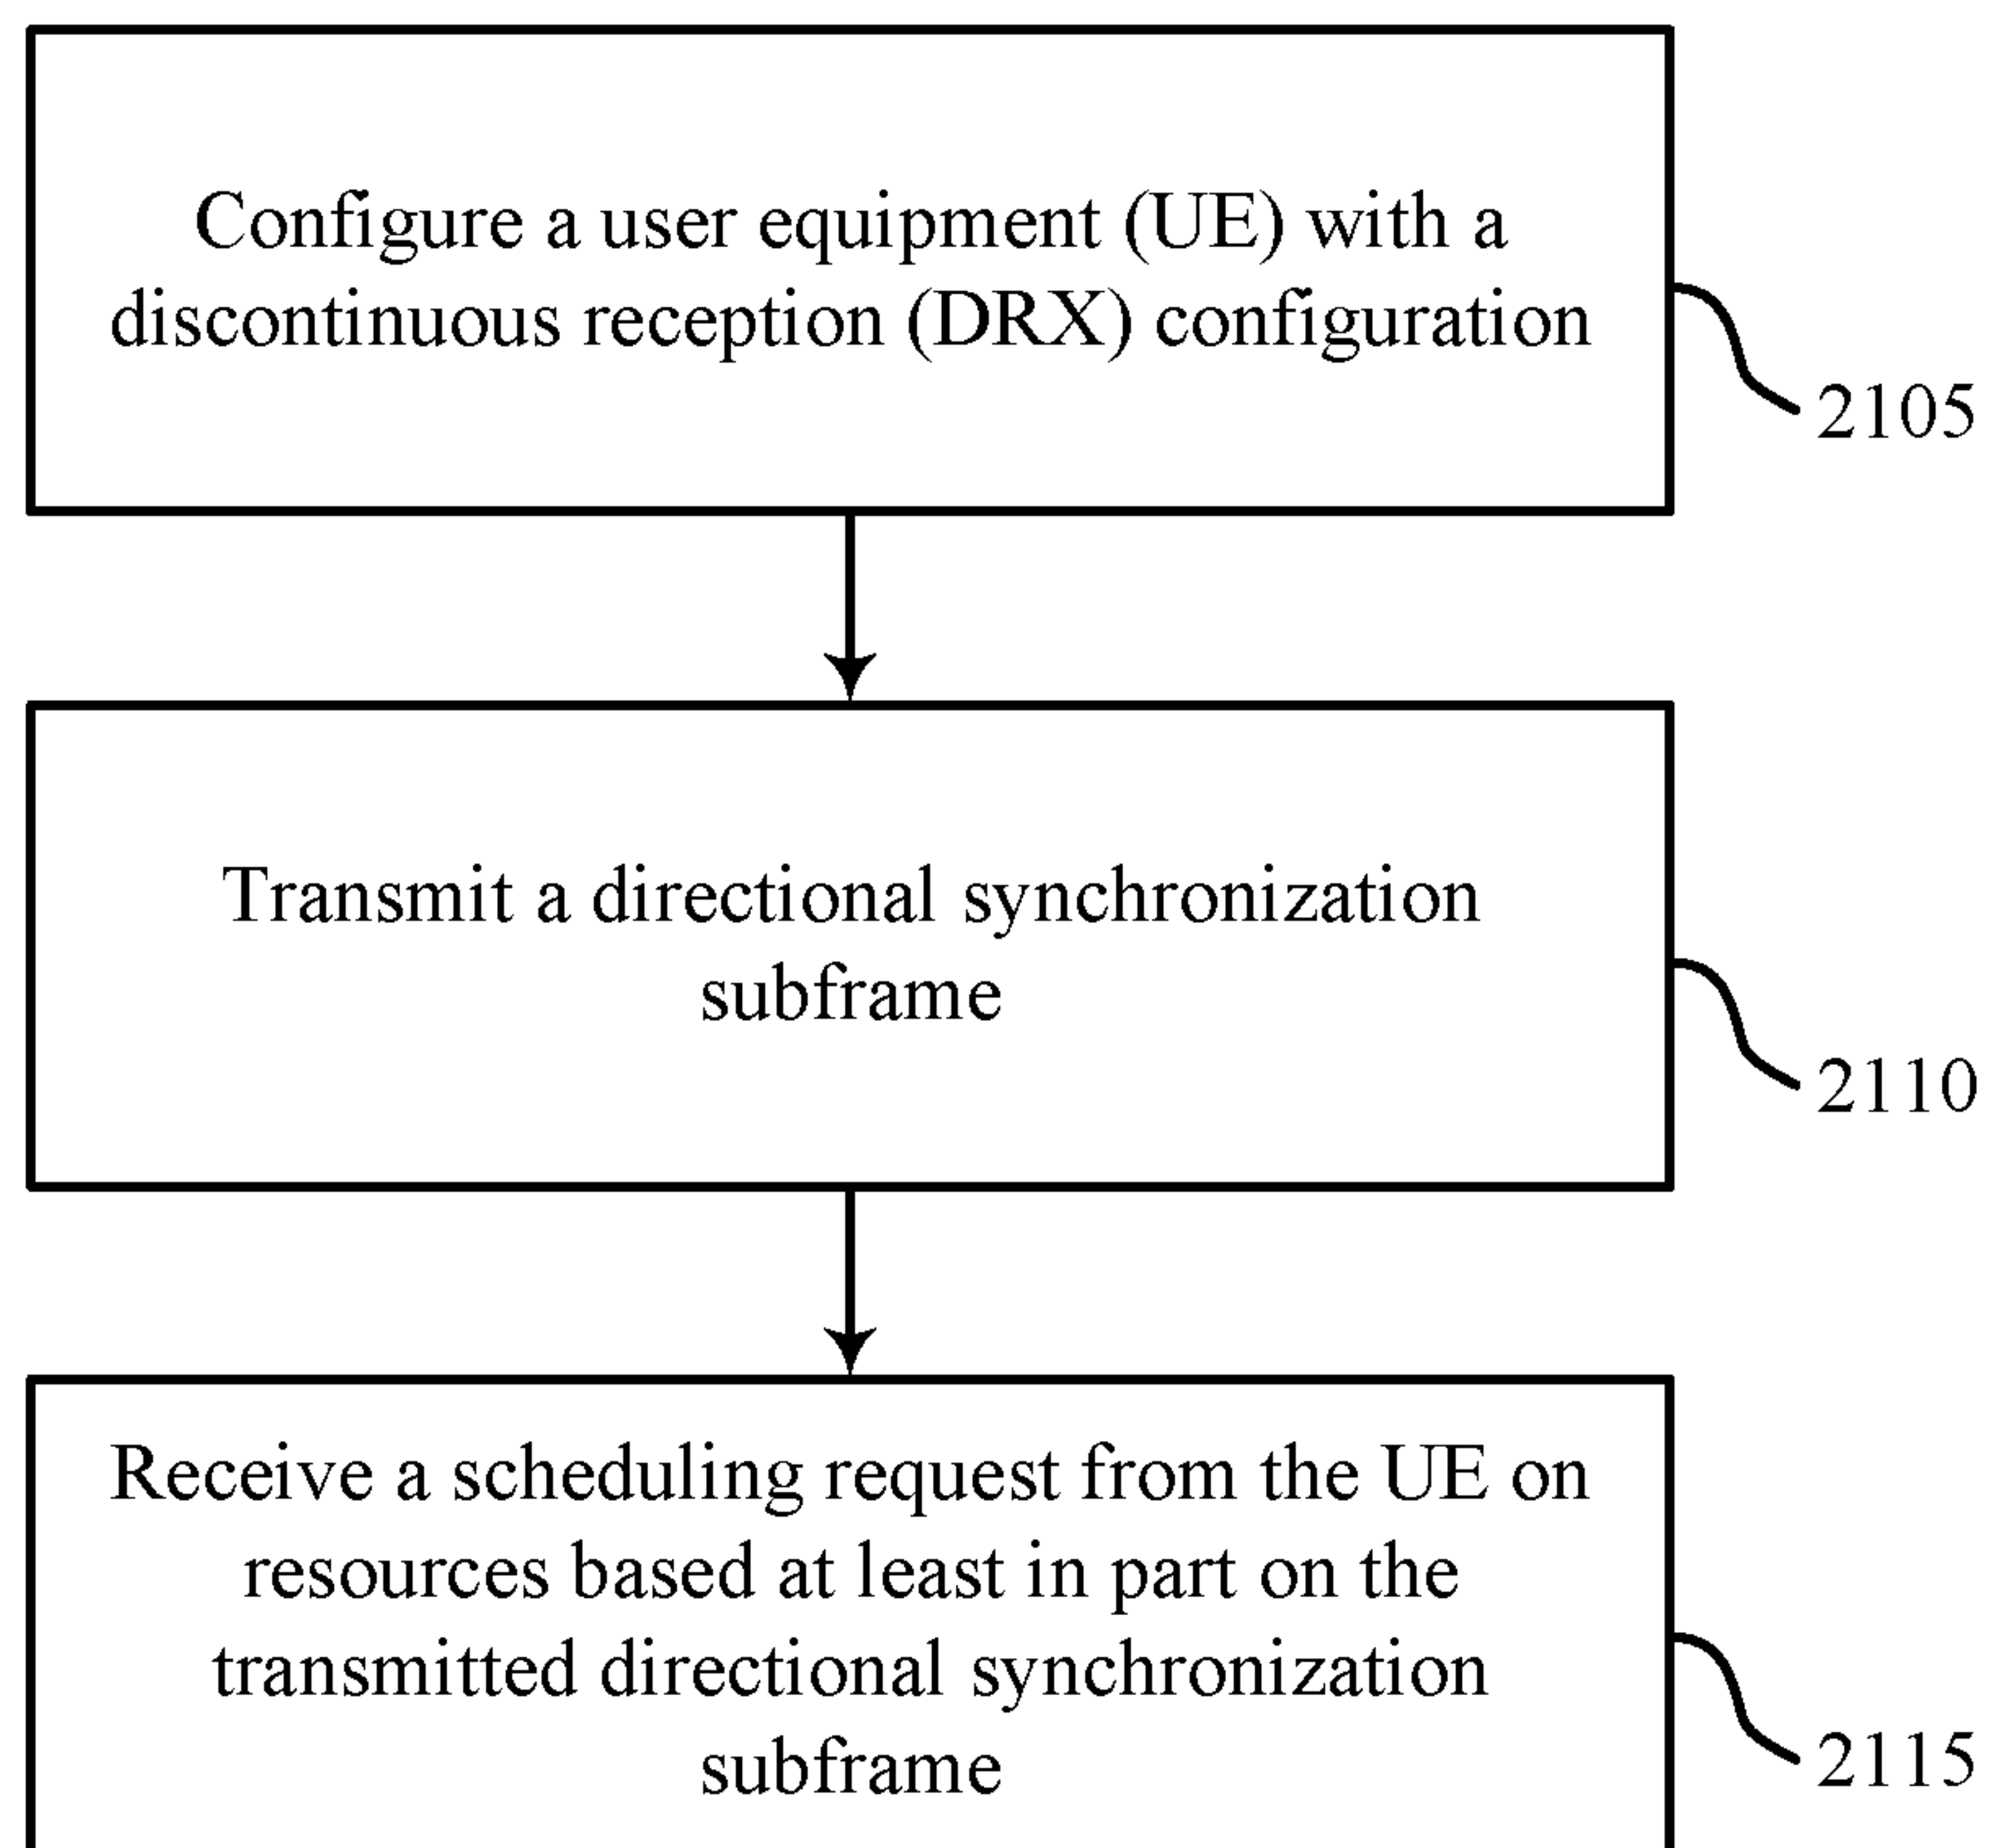 Configure a user equipment (UE) with a
discontinuous reception (DRX) configuration
2105
Transmit a directional synchronization
subframe
2110
Receive a scheduling request from the UE on
resources based at least in part on the
transmitted directional synchronization
subframe
2115